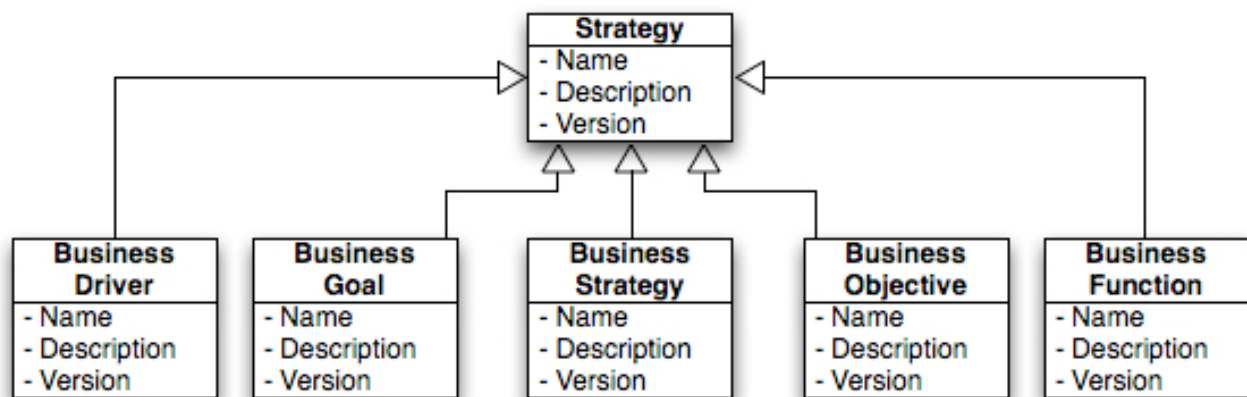 Strategy
- Name
- Description
- Version
Business
Driver
- Name
- Description
- Version
Business
Goal
- Name
- Description
- Version
Business
Strategy
- Name
- Description
- Version
Business
Objective
- Name
- Description
- Version
Business
Function
- Name
- Description
- Version